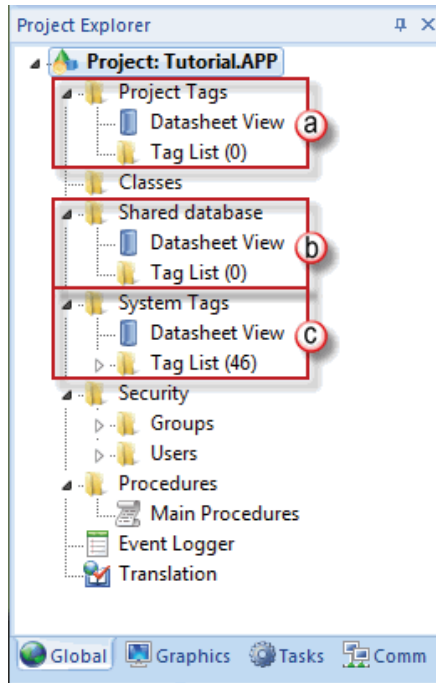 Project Explorer
Project: Tutorial.APP
Project Tags
Datasheet View
a
Tag List (0)
Classes
Shared database
Datasheet View
b
Tag List (0)
System Tags
Datasheet View
c
Tag List (46)
Security
Groups
Users
Procedures
Main Procedures
Event Logger
Translation
Global Graphics Tasks Comm